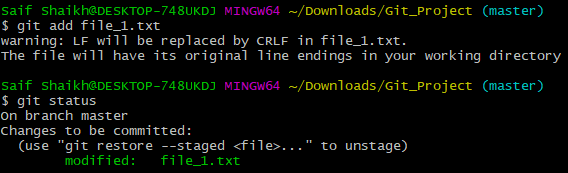 Saif Shaikh@DESKTOP-748UKDJ MINGW64 ~/Downloads/Git_Project (master)
$ git add file_1.txt
warning: LF will be replaced by CRLF in file_1.txt.
The file will have its original line endings in your working directory
Saif Shaikh@DESKTOP-748UKDJ MINGW64 ~/Downloads/Git_Project (master)
$ git status
On branch master
Changes to be committed:
  (use "git restore --staged <file>..." to unstage)
        modified:   file_1.txt